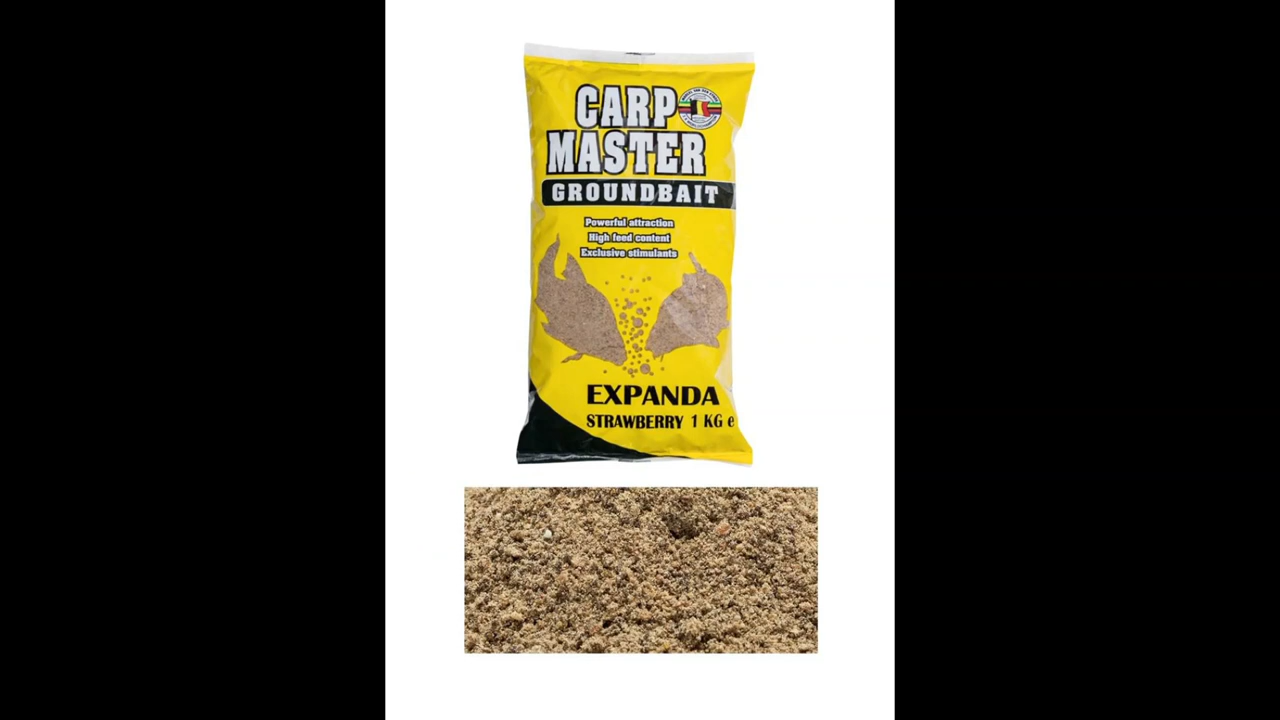 CARP
MASTER
GROUNDBAIT
Powerful attraction
High feed content
Exclusive stimulants
EXPANDA
STRAWBERRY 1 KG e